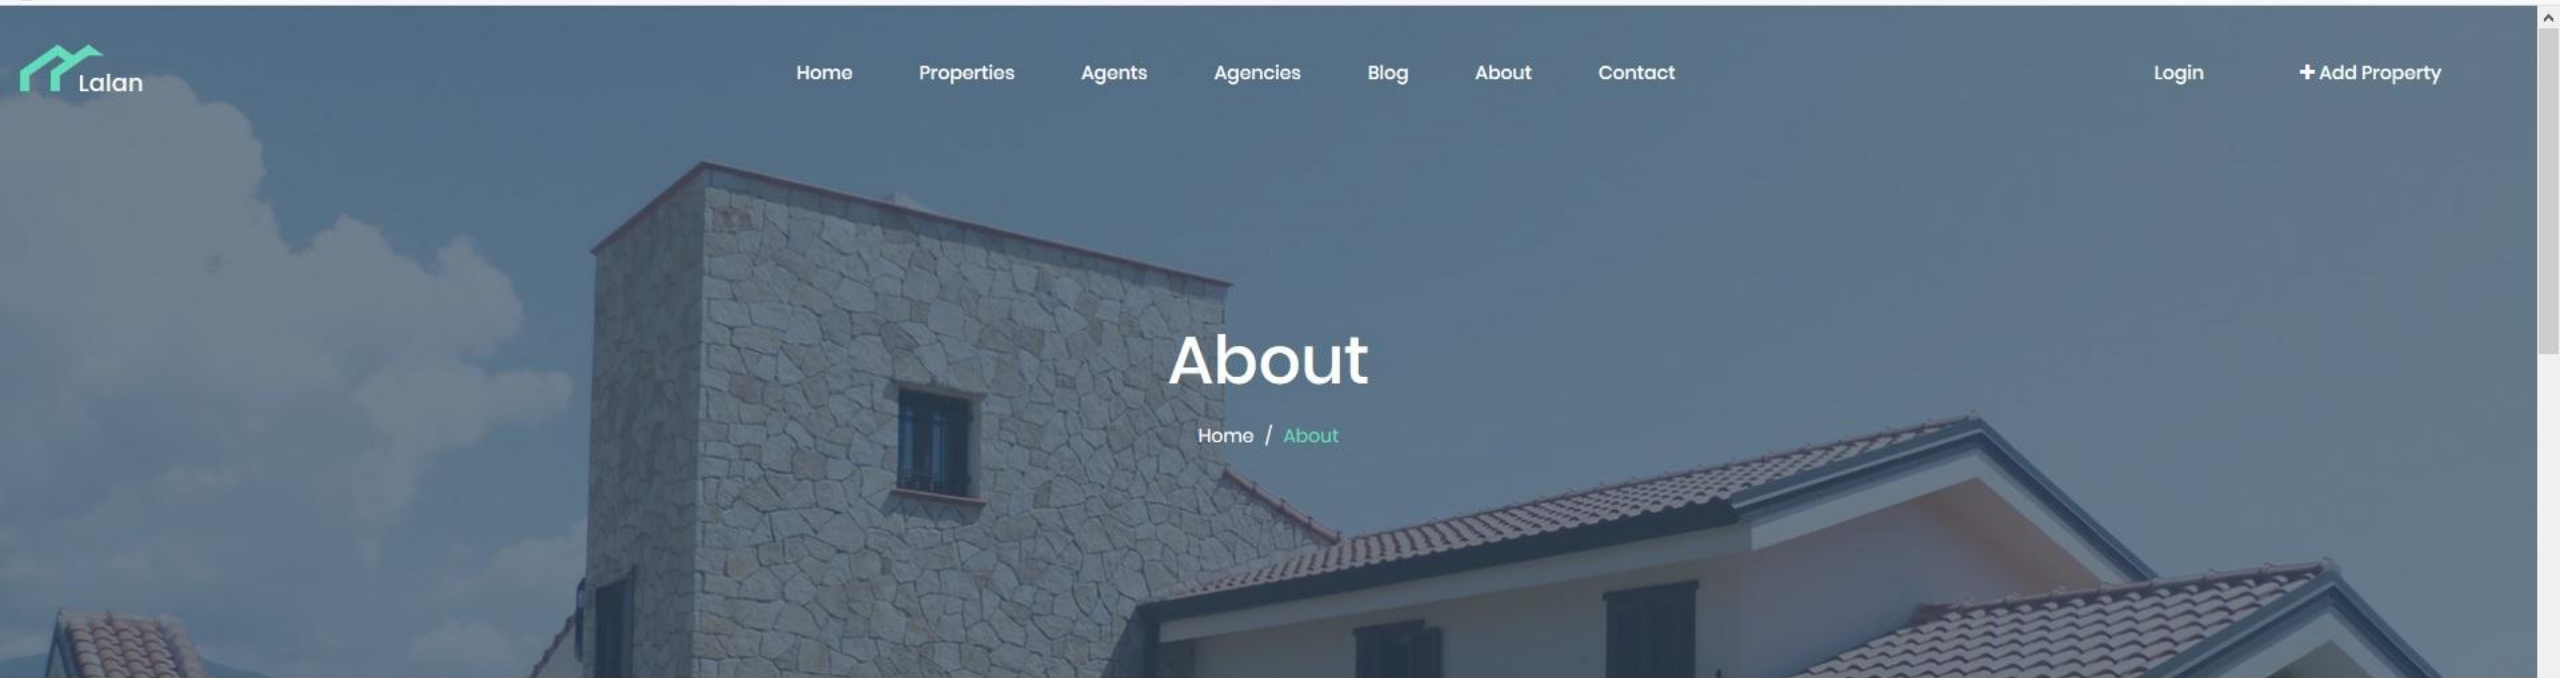 Lalan
Home Properties Agents Agencies Blog About Contact
Login + Add Property
About
Home / About